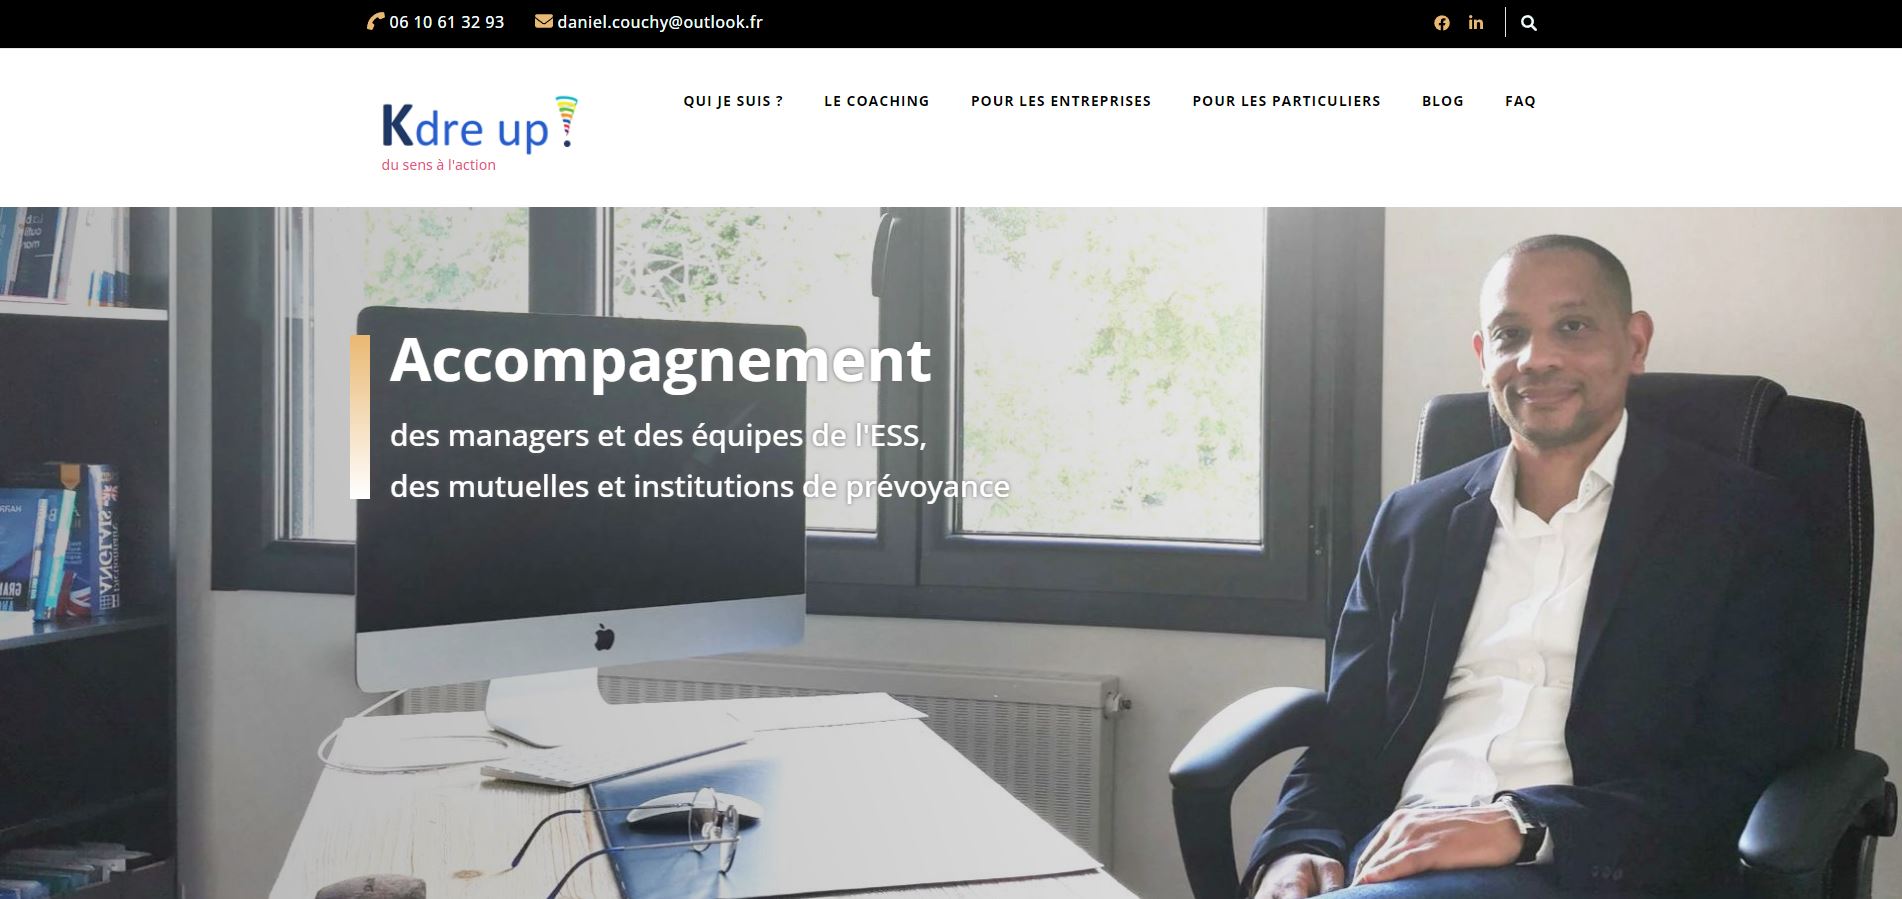 06 10 61 32 93 daniel.couchy@outlook.fr
Kdre up !
du sens à l'action
QUI JE SUIS ? LE COACHING POUR LES ENTREPRISES POUR LES PARTICULIERS BLOG FAQ
Accompagnement
des managers et des équipes de l'ESS,
des mutuelles et institutions de prévoyance
ANGLAIS